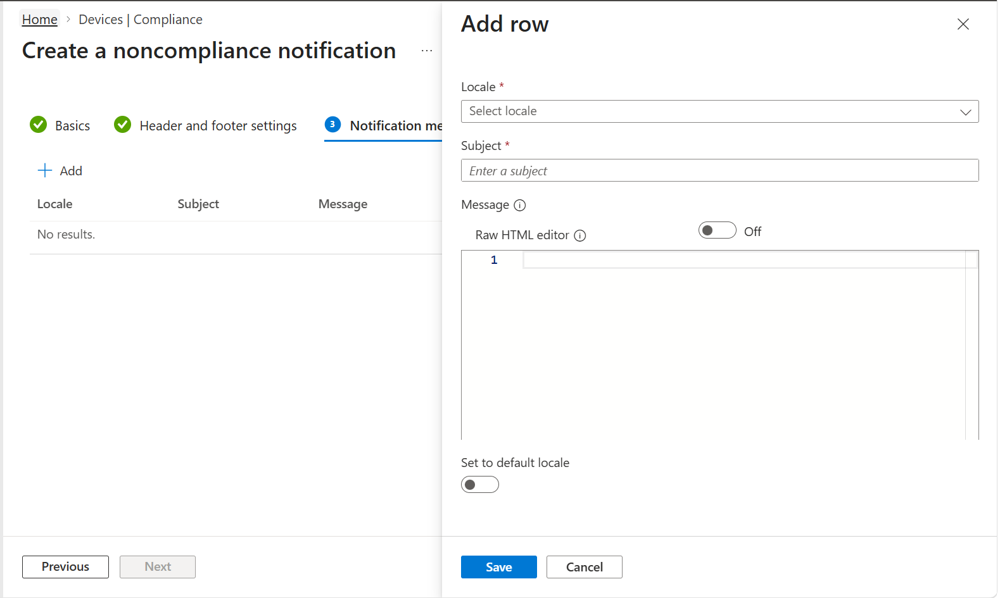 Home > Devices | Compliance
Create a noncompliance notification ...
Basics
Header and footer settings
3 Notification me
Add
Locale Subject Message
No results.
Previous
Next
Add row
Locale *
Select locale
Subject *
Enter a subject
Message
Raw HTML editor
Off
1
Set to default locale
Save
Cancel